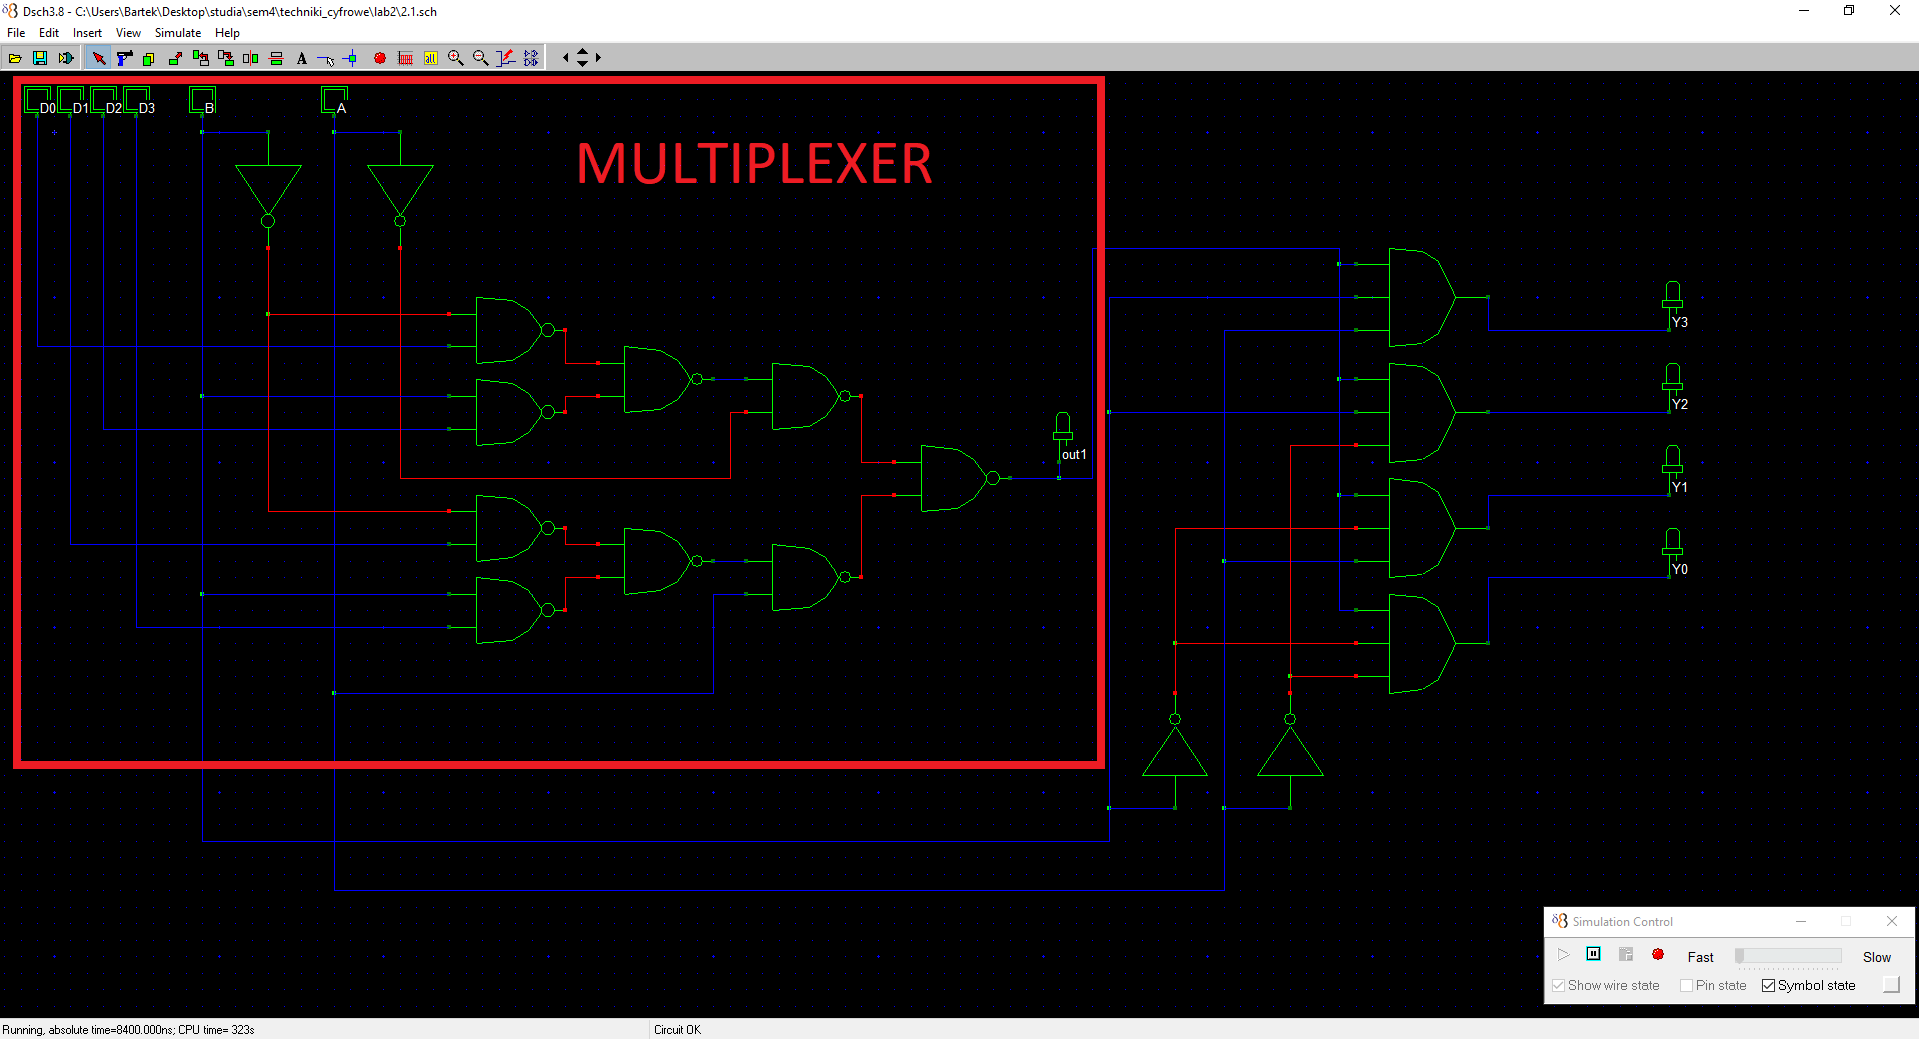 Dsch3.8 - C:\Users\Bartek\Desktop\studia\sem4\techniki_cyfrowe\lab2\2.1.sch
File Edit Insert View Simulate Help
A
D0 D1 D2 D3 B A
MULTIPLEXER
Y3
Y2
out1
Y1
Y0
Simulation Control
Fast Slow
Show wire state Pin state Symbol state
Running, absolute time=8400.000ns; CPU time= 323s Circuit OK